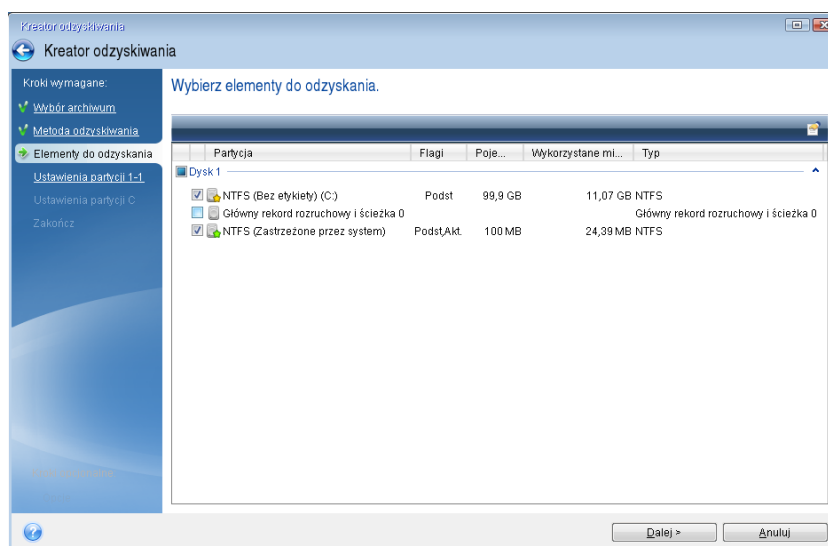 Kreator odzyskiwania
Kreator odzyskiwania
Kroki wymagane:
Wybór archiwum
Metoda odzyskiwania
Elementy do odzyskania
Ustawienia partycji 1-1
Ustawienia partycji C
Zakończ
Wybierz elementy do odzyskania.
Partycja Flagi Poje... Wykorzystane mi... Typ
Dysk 1
NTFS (Bez etykiety) (C:) Podst 99,9 GB 11,07 GB NTFS
Główny rekord rozruchowy i ścieżka 0 Główny rekord rozruchowy i ścieżka 0
NTFS (Zastrzeżone przez system) Podst,Akt. 100 MB 24,39 MB NTFS
Dalej > Anuluj